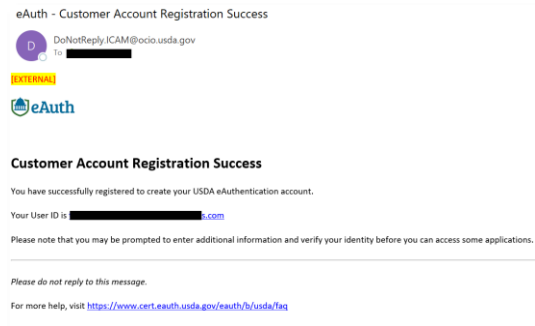 eAuth - Customer Account Registration Success
D
DoNotReply.ICAM@ocio.usda.gov
To
[EXTERNAL]
eAuth
Customer Account Registration Success
You have successfully registered to create your USDA eAuthentication account.
Your User ID is s.com
Please note that you may be prompted to enter additional information and verify your identity before you can access some applications.
Please do not reply to this message.
For more help, visit https://www.cert.eauth.usda.gov/eauth/b/usda/faq